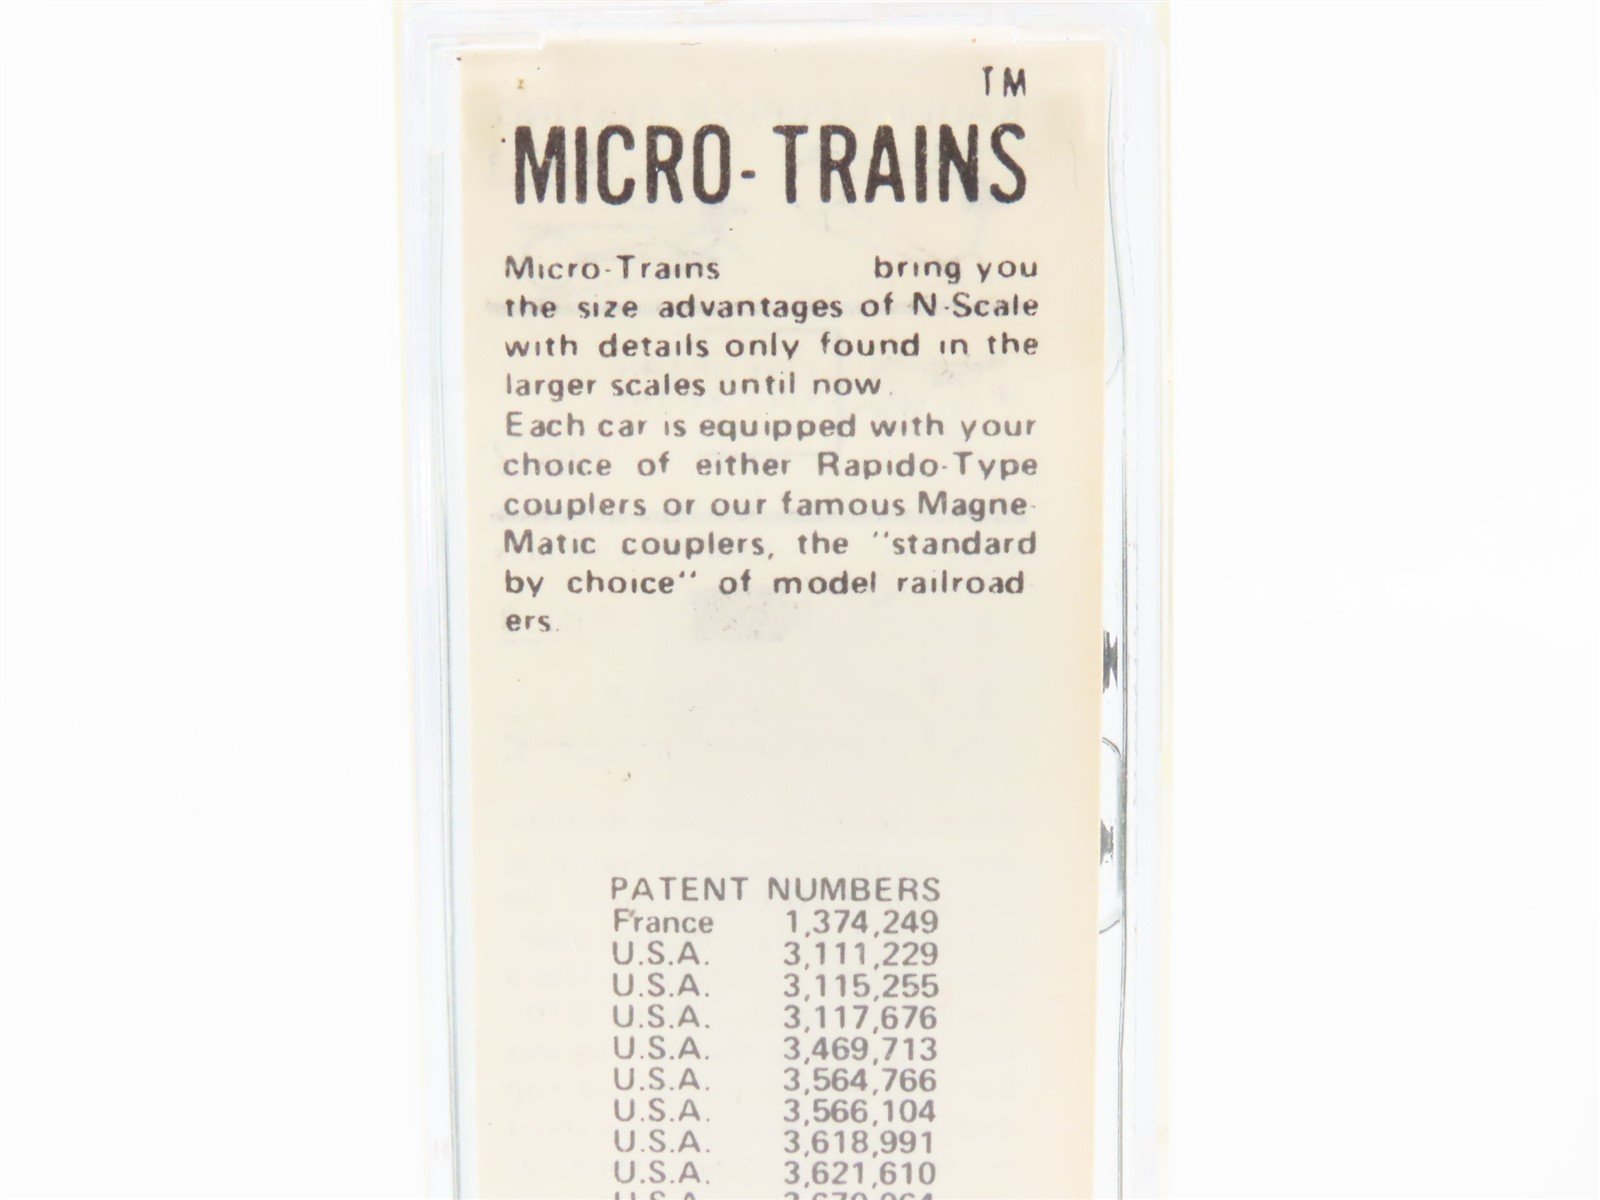 TM
MICRO-TRAINS
Micro-Trains bring you
the size advantages of N-Scale
with details only found in the
larger scales until now.
Each car is equipped with your
choice of either Rapido-Type
couplers or our famous Magne-
Matic couplers, the "standard
by choice" of model railroad
ers.
PATENT NUMBERS
France 1,374,249
U.S.A. 3,111,229
U.S.A. 3,115,255
U.S.A. 3,117,676
U.S.A. 3,469,713
U.S.A. 3,564,766
U.S.A. 3,566,104
U.S.A. 3,618,991
U.S.A. 3,621,610
U.S.A.